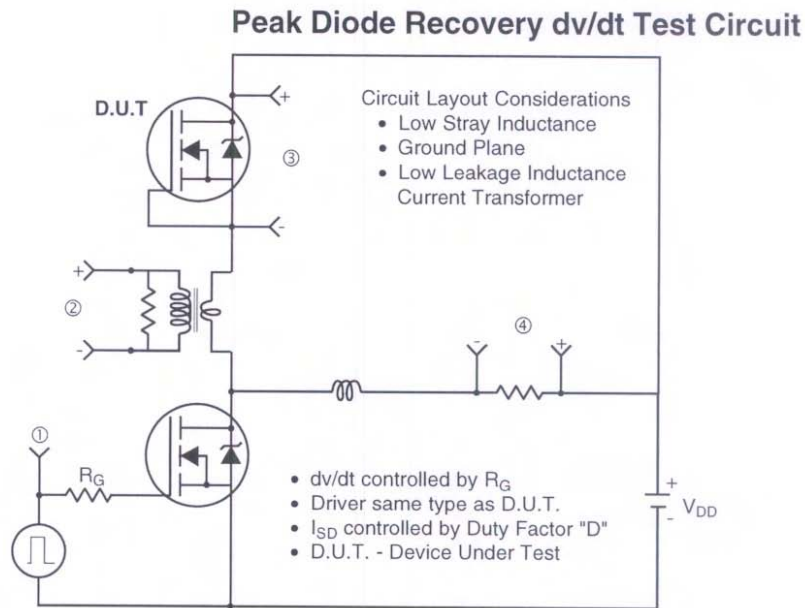 Peak Diode Recovery dv/dt Test Circuit
D.U.T
+
③
-
Circuit Layout Considerations
• Low Stray Inductance
• Ground Plane
• Low Leakage Inductance
Current Transformer
+
②
-
④
-
+
①
RG
• dv/dt controlled by RG
• Driver same type as D.U.T.
• ISD controlled by Duty Factor "D"
• D.U.T. - Device Under Test
+
VDD
-